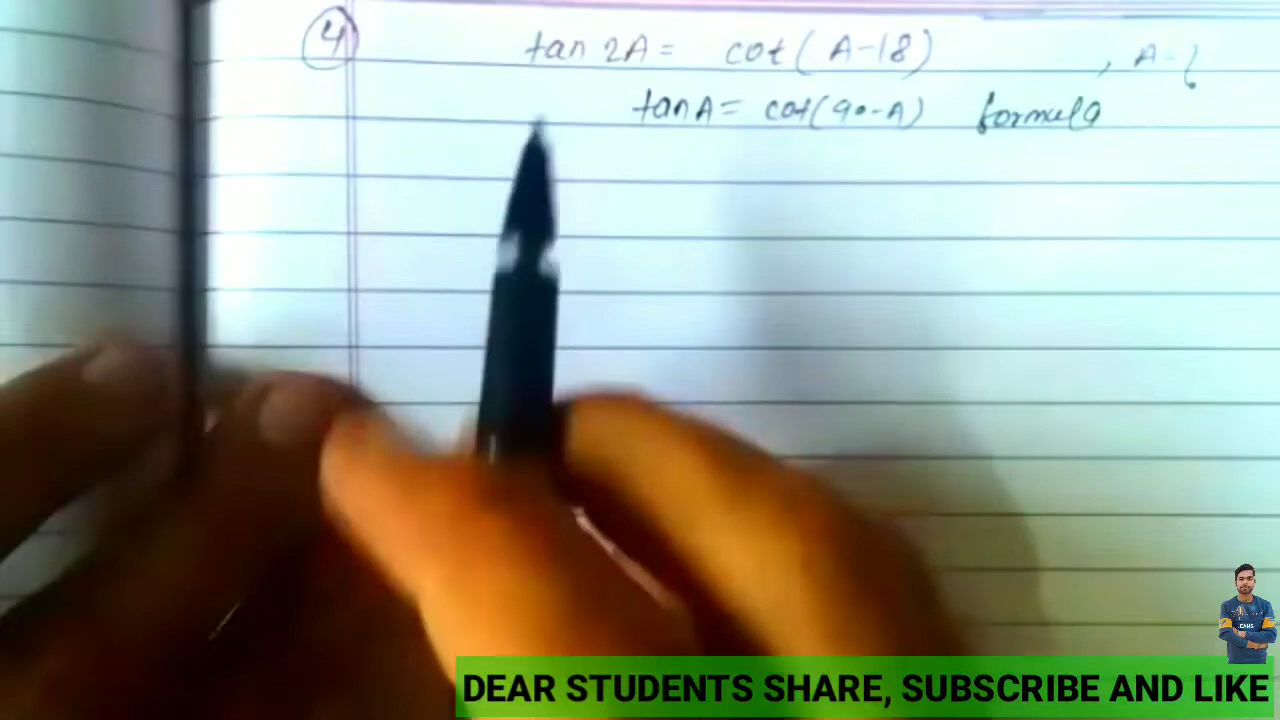 4 tan 2A = cot ( A-18) , A = ?
tan A = cot(90-A) formula
DEAR STUDENTS SHARE, SUBSCRIBE AND LIKE